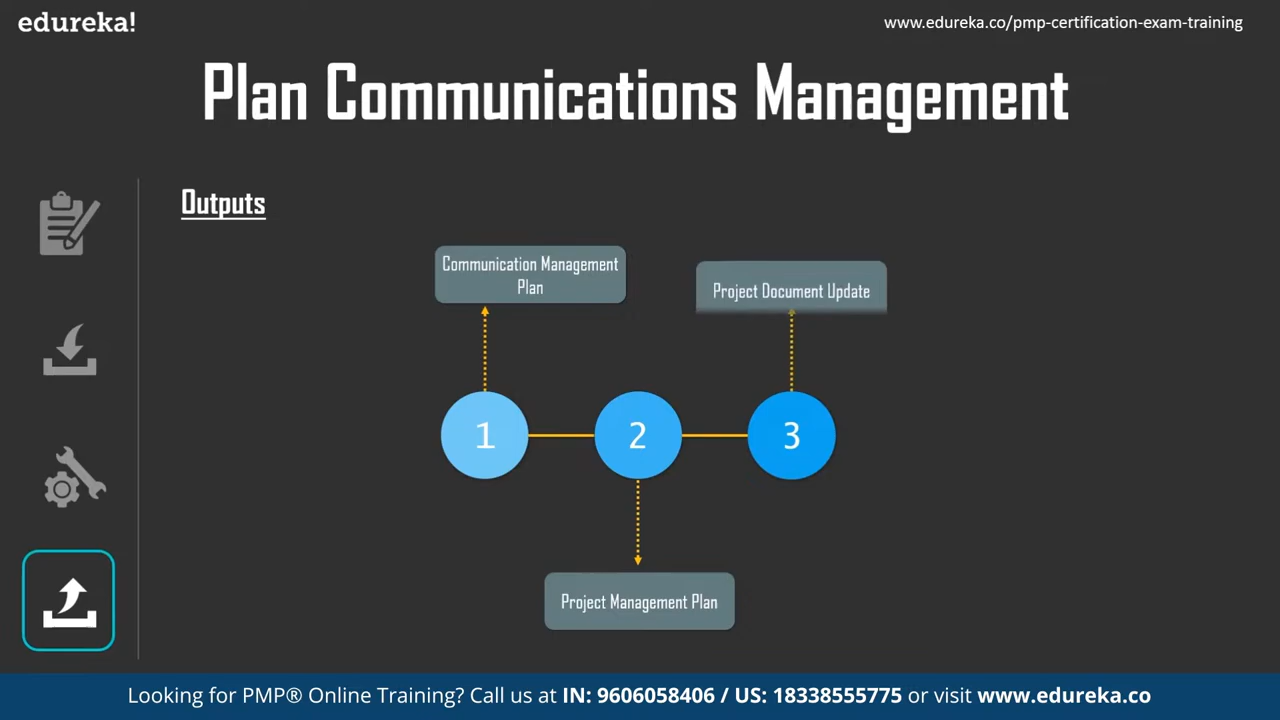 edureka!
www.edureka.co/pmp-certification-exam-training
Plan Communications Management
Outputs
Communication Management
Plan
Project Document Update
1
2
3
Project Management Plan
Looking for PMP® Online Training? Call us at IN: 9606058406 / US: 18338555775 or visit www.edureka.co